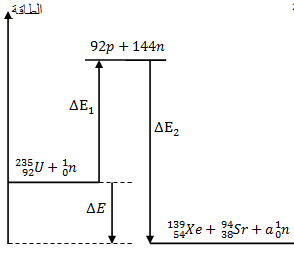 الطاقة
92p + 144n
ΔE₁
ΔE₂
²³⁵₉₂U + ¹₀n
ΔE
¹³⁹₅₄Xe + ⁹⁴₃₈Sr + a¹₀n